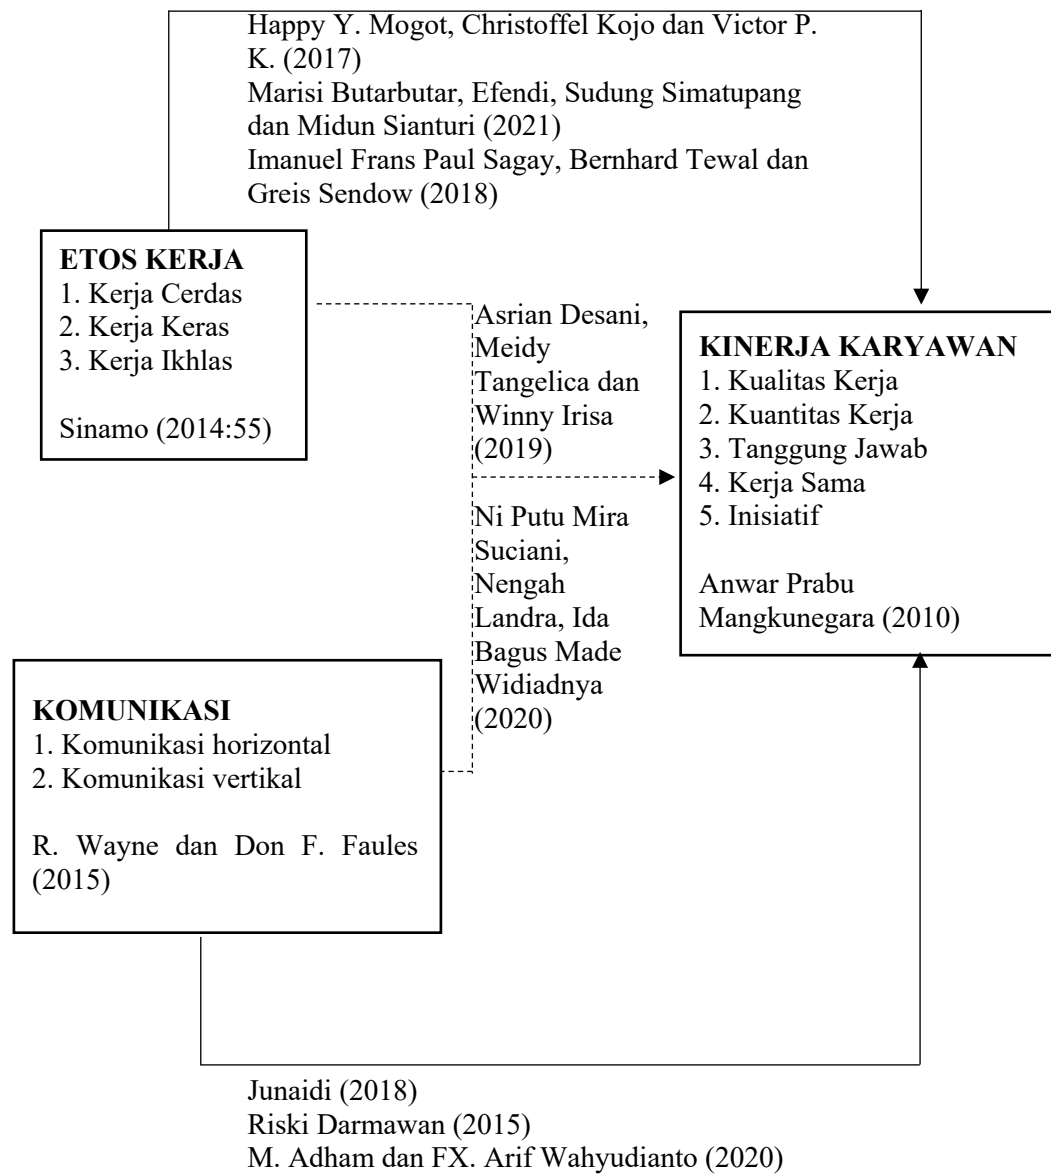 Happy Y. Mogot, Christoffel Kojo dan Victor P.
K. (2017)
Marisi Butarbutar, Efendi, Sudung Simatupang
dan Midun Sianturi (2021)
Imanuel Frans Paul Sagay, Bernhard Tewal dan
Greis Sendow (2018)
ETOS KERJA
1. Kerja Cerdas
2. Kerja Keras
3. Kerja Ikhlas
Sinamo (2014:55)
Asrian Desani,
Meidy
Tangelica dan
Winny Irisa
(2019)
Ni Putu Mira
Suciani,
Nengah
Landra, Ida
Bagus Made
Widiadnya
(2020)
KINERJA KARYAWAN
1. Kualitas Kerja
2. Kuantitas Kerja
3. Tanggung Jawab
4. Kerja Sama
5. Inisiatif
Anwar Prabu
Mangkunegara (2010)
KOMUNIKASI
1. Komunikasi horizontal
2. Komunikasi vertikal
R. Wayne dan Don F. Faules
(2015)
Junaidi (2018)
Riski Darmawan (2015)
M. Adham dan FX. Arif Wahyudianto (2020)